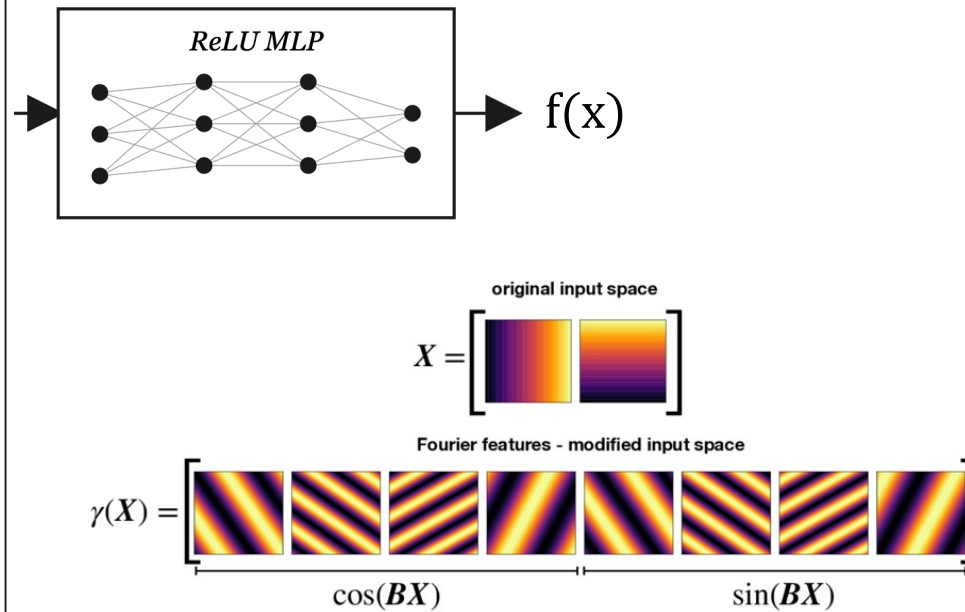 ReLU MLP
f(x)
original input space
X =
Fourier features - modified input space
γ(X) =
cos(BX) sin(BX)